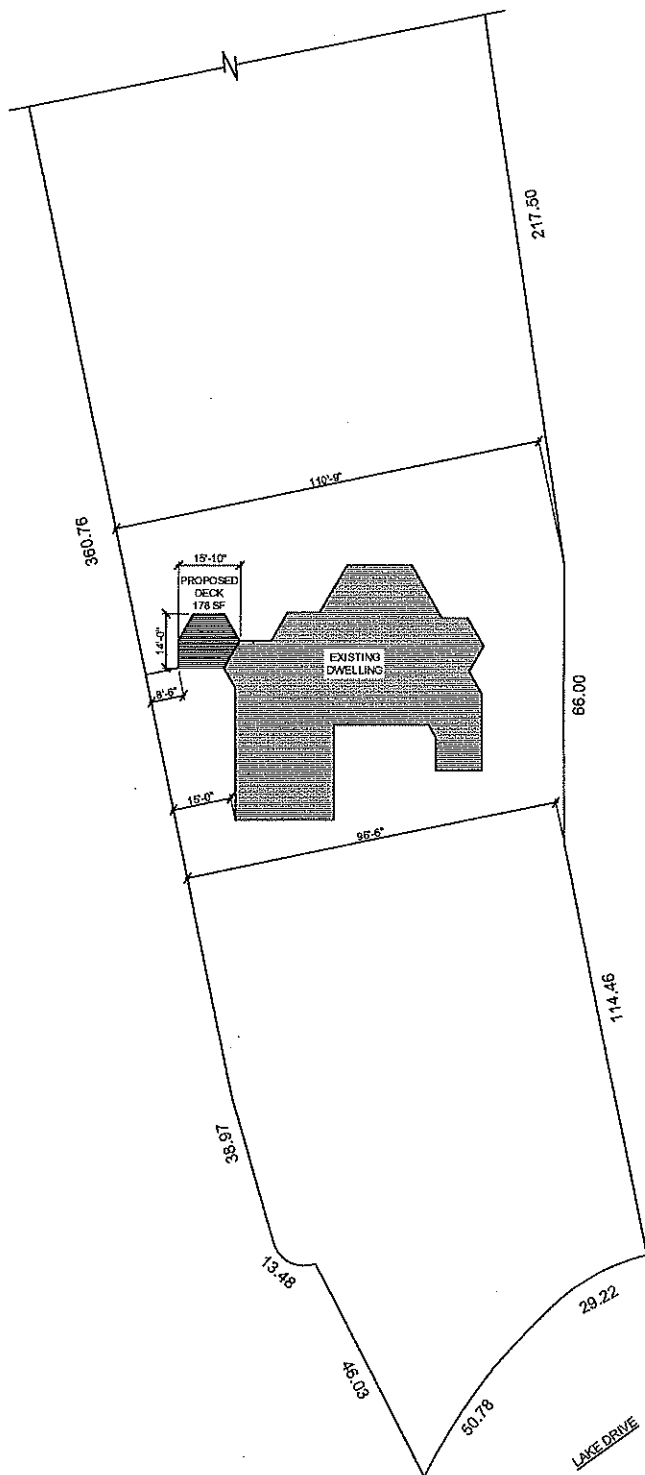 217.50
110'-9"
360.76
15'-10"
PROPOSED
DECK
178 SF
14'-0"
EXISTING
DWELLING
8'-6"
66.00
15'-0"
96'-6"
114.46
38.97
13.48
29.22
46.03
50.78
LAKE DRIVE